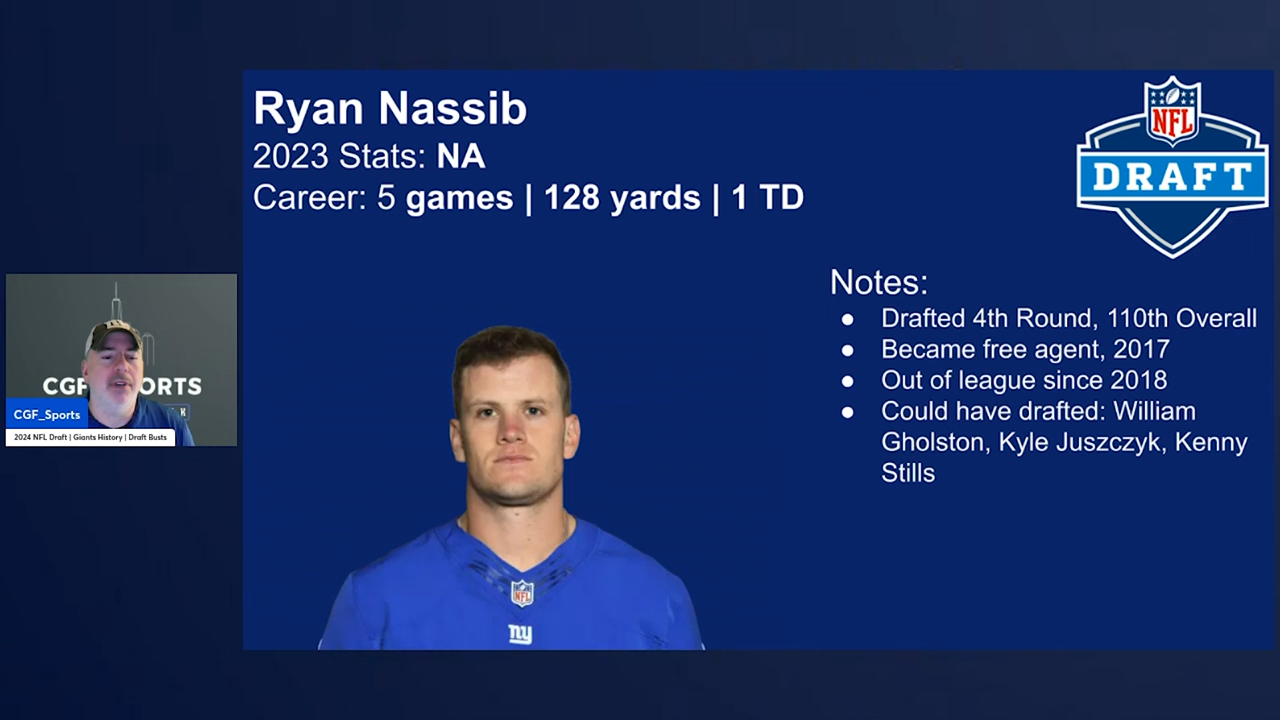 Ryan Nassib
2023 Stats: NA
Career: 5 games | 128 yards | 1 TD
NFL
DRAFT
Notes:
● Drafted 4th Round, 110th Overall
● Became free agent, 2017
● Out of league since 2018
● Could have drafted: William
Gholston, Kyle Juszczyk, Kenny
Stills
CGF_Sports
2024 NFL Draft | Giants History | Draft Busts
NFL
ny